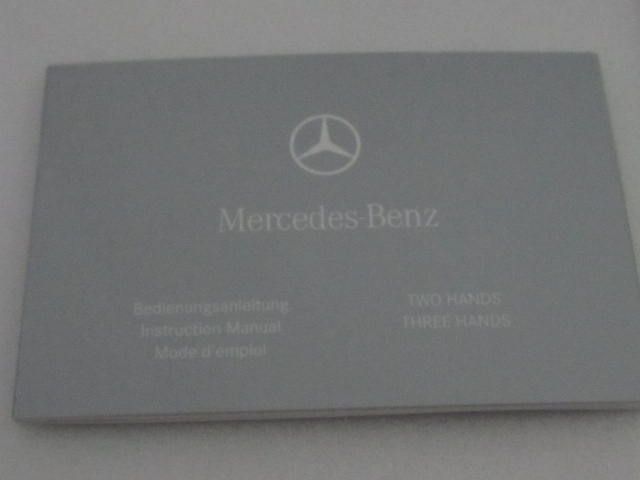 Mercedes-Benz
Bedienungsanleitung
Instruction Manual
Mode d'emploi
TWO HANDS
THREE HANDS